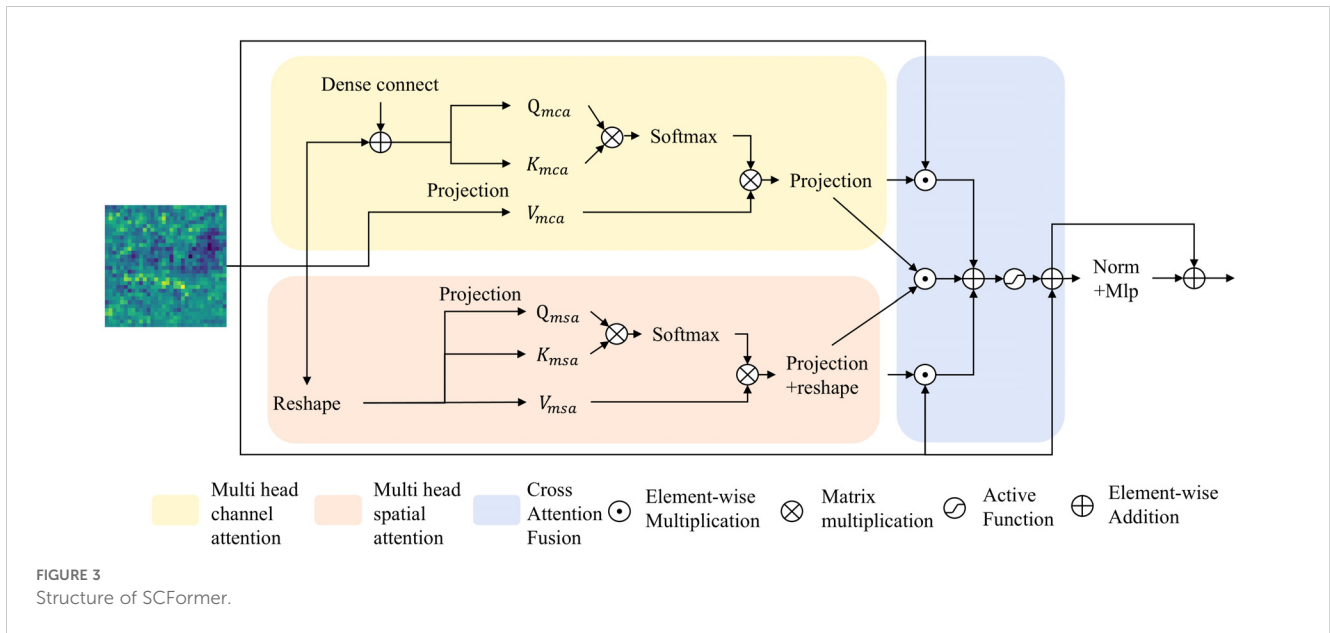 Dense connect
Q_mca
Softmax
K_mca
Projection
Projection
V_mca
Projection
Q_msa
Softmax
Norm
+Mlp
K_msa
Projection
+reshape
Reshape
V_msa
Multi head
channel
attention
Multi head
spatial
attention
Cross
Attention
Fusion
Element-wise
Multiplication
Matrix
multiplication
Active
Function
Element-wise
Addition
FIGURE 3
Structure of SCFormer.